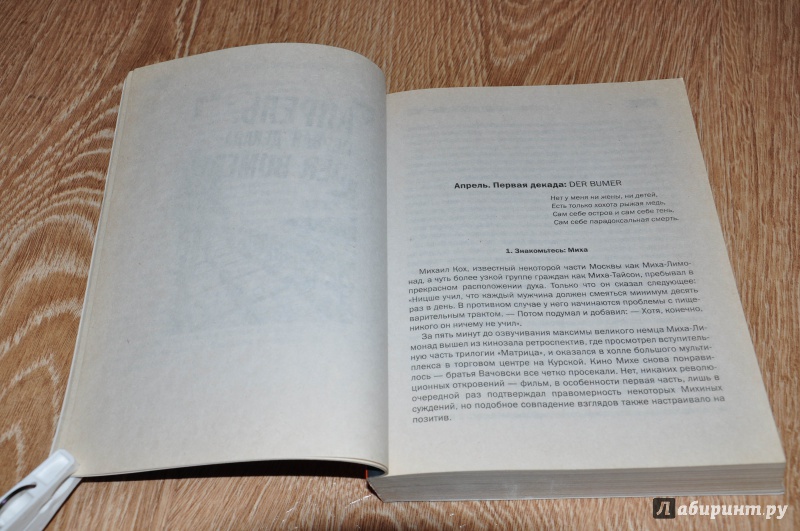 Апрель. Первая декада: DER BUMER
Нет у меня ни жены, ни детей,
Есть только хохота рыжая медь,
Сам себе остров и сам себе тень,
Сам себе парадоксальная смерть.
1. Знакомьтесь: Миха
Михаил Кох, известный некоторой части Москвы как Миха-Лимо-
над, а чуть более узкой группе граждан как Миха-Тайсон, пребывал в
прекрасном расположении духа. Только что он сказал следующее:
«Ницше учил, что каждый мужчина должен смеяться минимум десять
раз в день. В противном случае у него начинаются проблемы с пище-
варительным трактом. — Потом подумал и добавил: — Хотя, конечно,
никого он ничему не учил».
За пять минут до озвучивания максимы великого немца Миха-Ли-
монад вышел из кинозала ретроспектив, где просмотрел вступитель-
ную часть трилогии «Матрица», и оказался в холле большого мульти-
плекса в торговом центре на Курской. Кино Михе снова понрави-
лось — братья Вачовски все четко просекали. Нет, никаких револю-
ционных откровений — фильм, в особенности первая часть, лишь в
очередной раз подтверждал правомерность некоторых Михиных
суждений, но подобное совпадение взглядов также настраивало на
позитив.
Лабиринт.ру